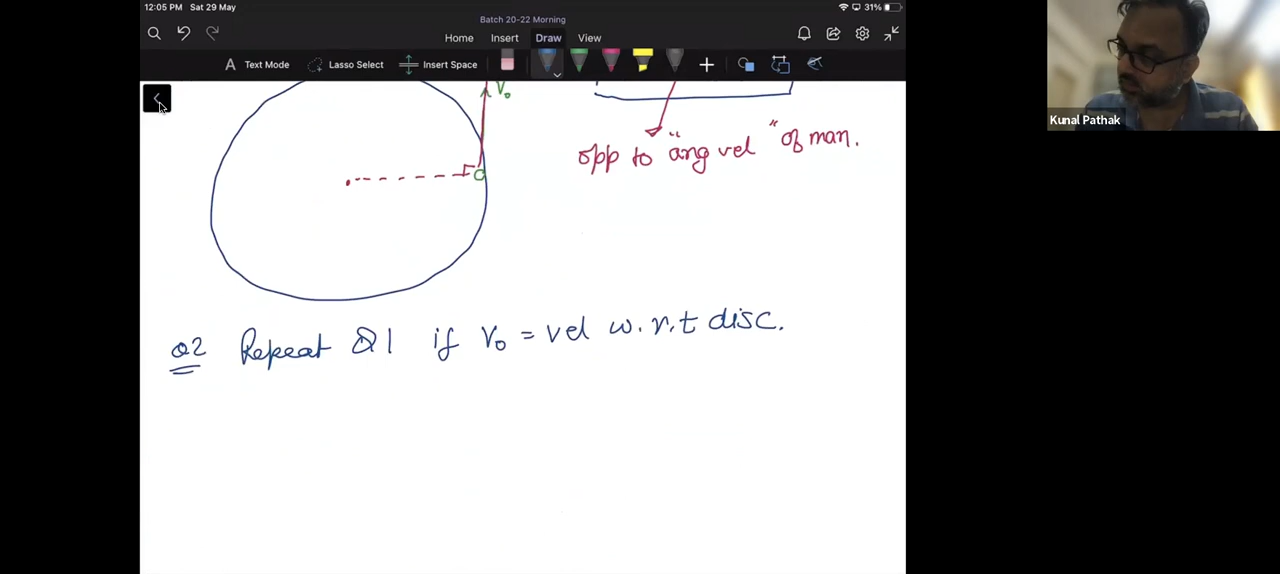 12:05 PM Sat 29 May
31%
Batch 20-22 Morning
Home Insert Draw View
A Text Mode Lasso Select Insert Space
V₀
opp to "ang vel" of man.
Q2 Repeat Q1 if V₀ = vel w.r.t disc.
Kunal Pathak